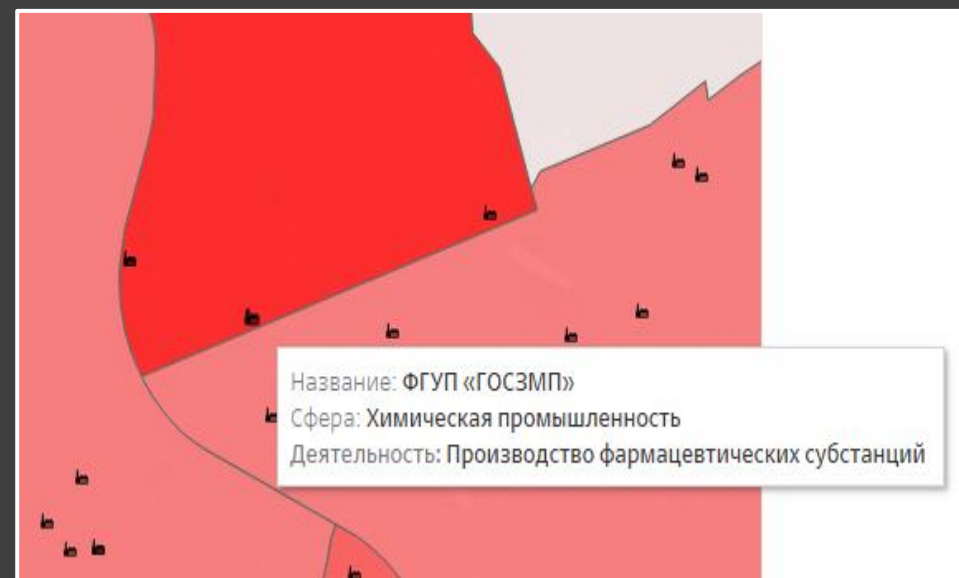 Название: ФГУП «ГОСЗМП»
Сфера: Химическая промышленность
Деятельность: Производство фармацевтических субстанций